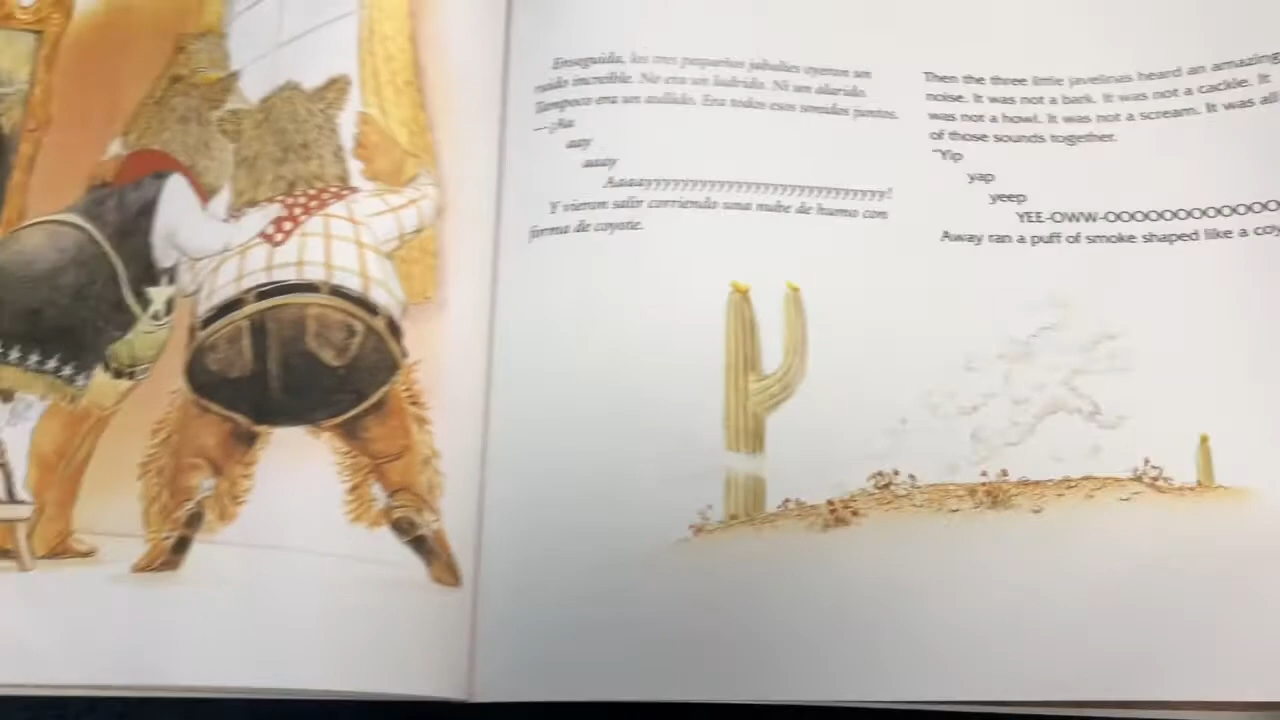 Enseguida, los tres pequeños jabalíes oyeron un
ruido increíble. No era un ladrido. Ni un alarido.
Tampoco era un aullido. Era todos esos sonidos juntos.
—¡Aa
aay
aaay
Aaaayyyyyyyyyyyyyyyyyyyyyyyyyy!
Y vieron salir corriendo una nube de humo con
forma de coyote.
Then the three little javelinas heard an amazing
noise. It was not a bark. It was not a cackle. It
was not a howl. It was not a scream. It was all
of those sounds together.
"Yip
yap
yeep
YEE-OWW-OOOOOOOOOOOO
Away ran a puff of smoke shaped like a coy